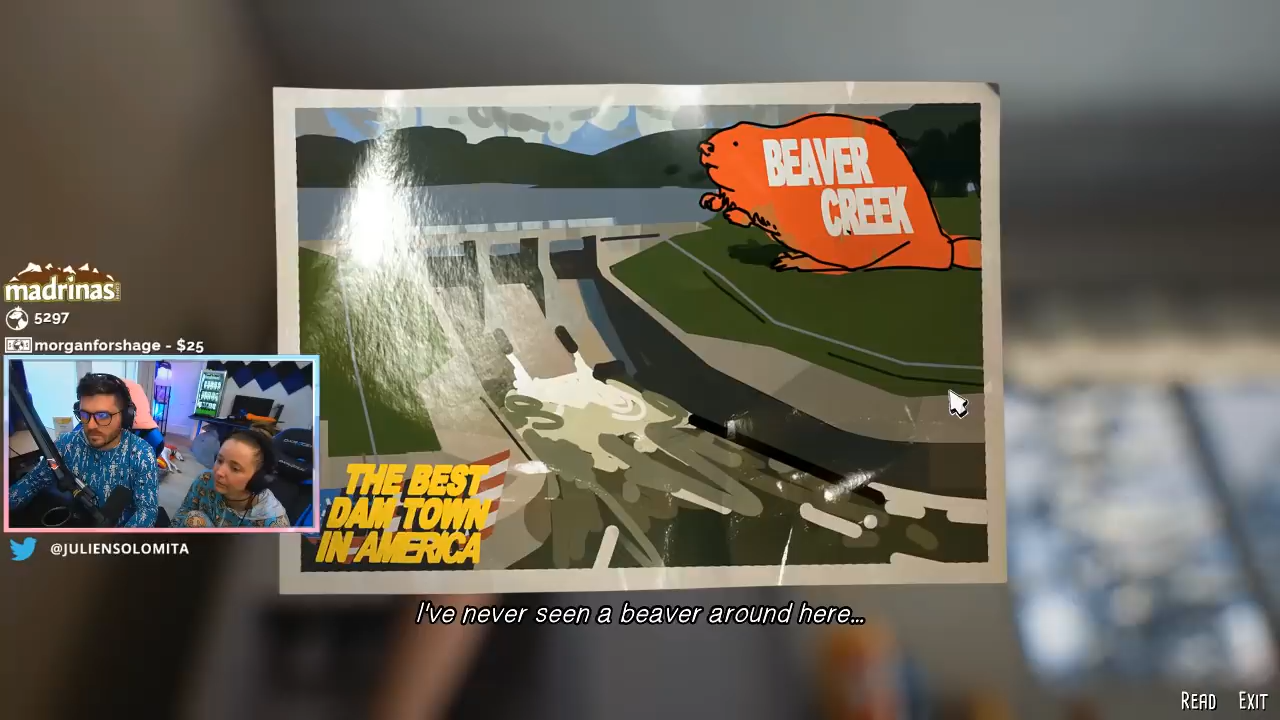 BEAVER
CREEK
madrinas
5297
morganforshage - $25
THE BEST
DAM TOWN
IN AMERICA
@JULIENSOLOMITA
I've never seen a beaver around here...
READ EXIT